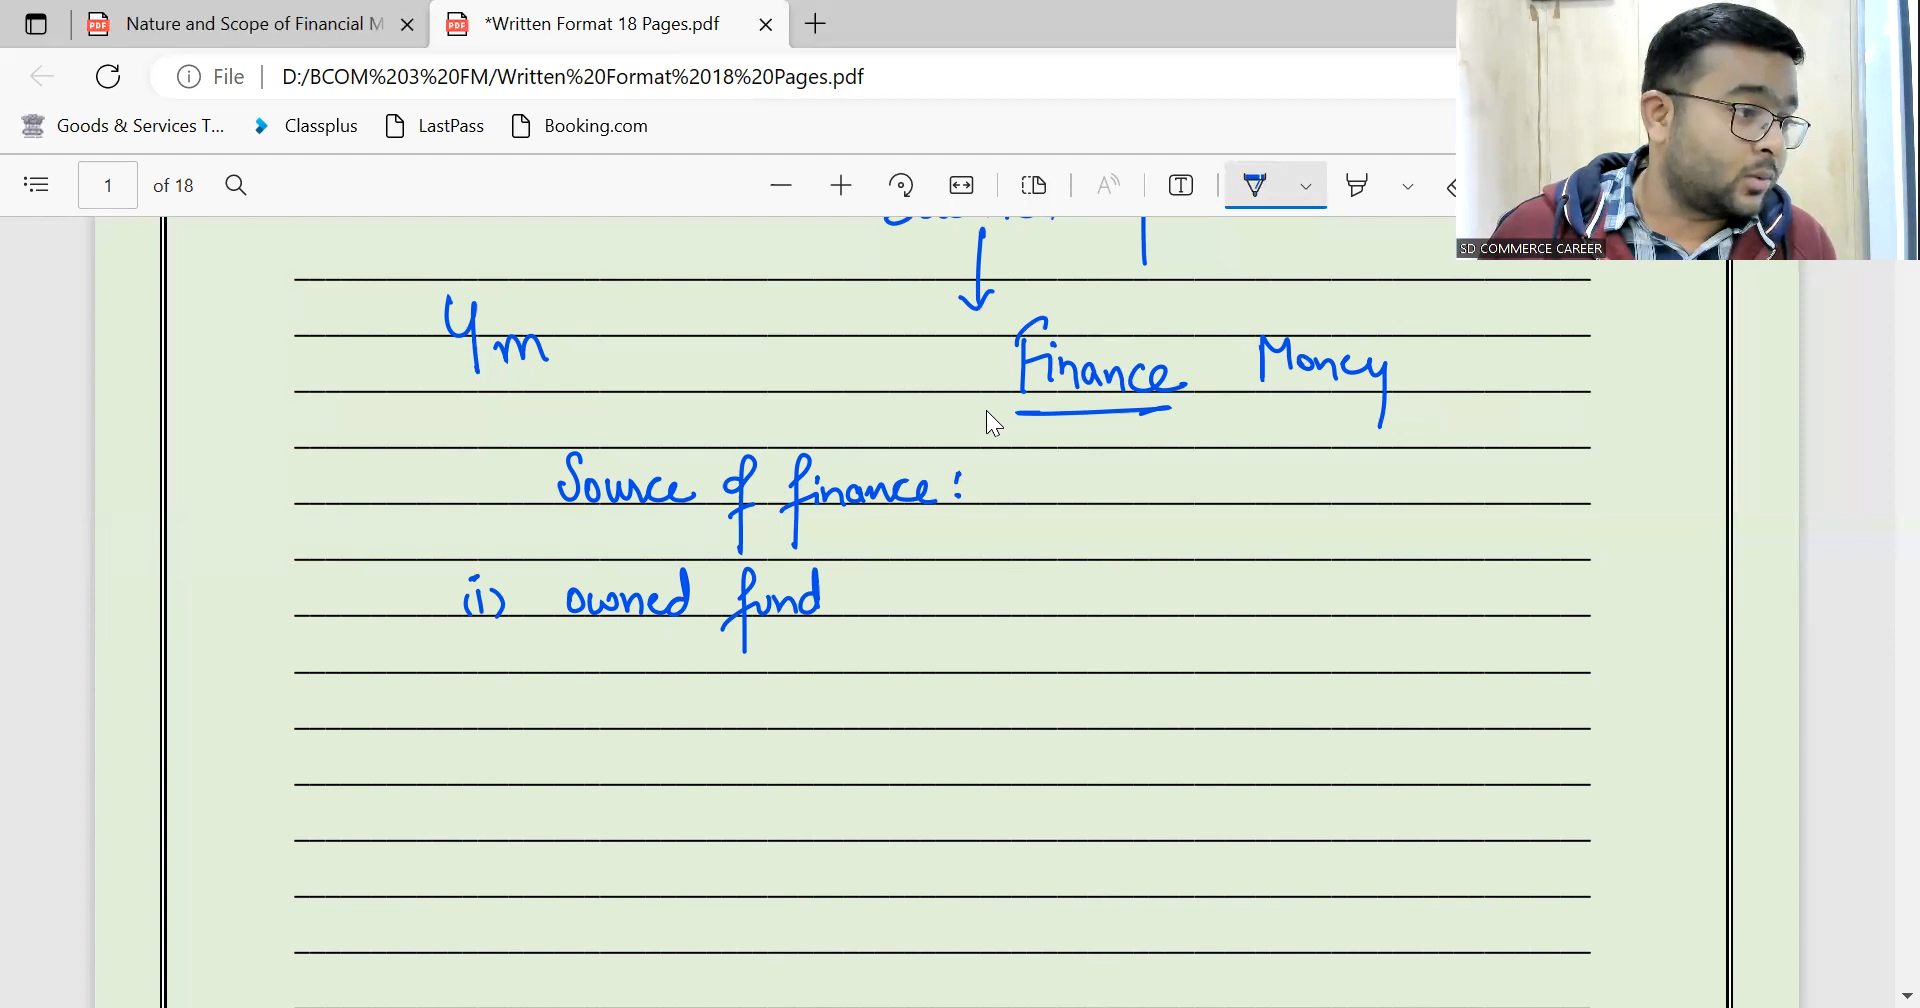 Nature and Scope of Financial M
*Written Format 18 Pages.pdf
File
D:/BCOM%203%20FM/Written%20Format%2018%20Pages.pdf
Goods & Services T... Classplus LastPass Booking.com
1 of 18
SD COMMERCE CAREER
4m
Finance Money
Source of finance:
(i) owned fund